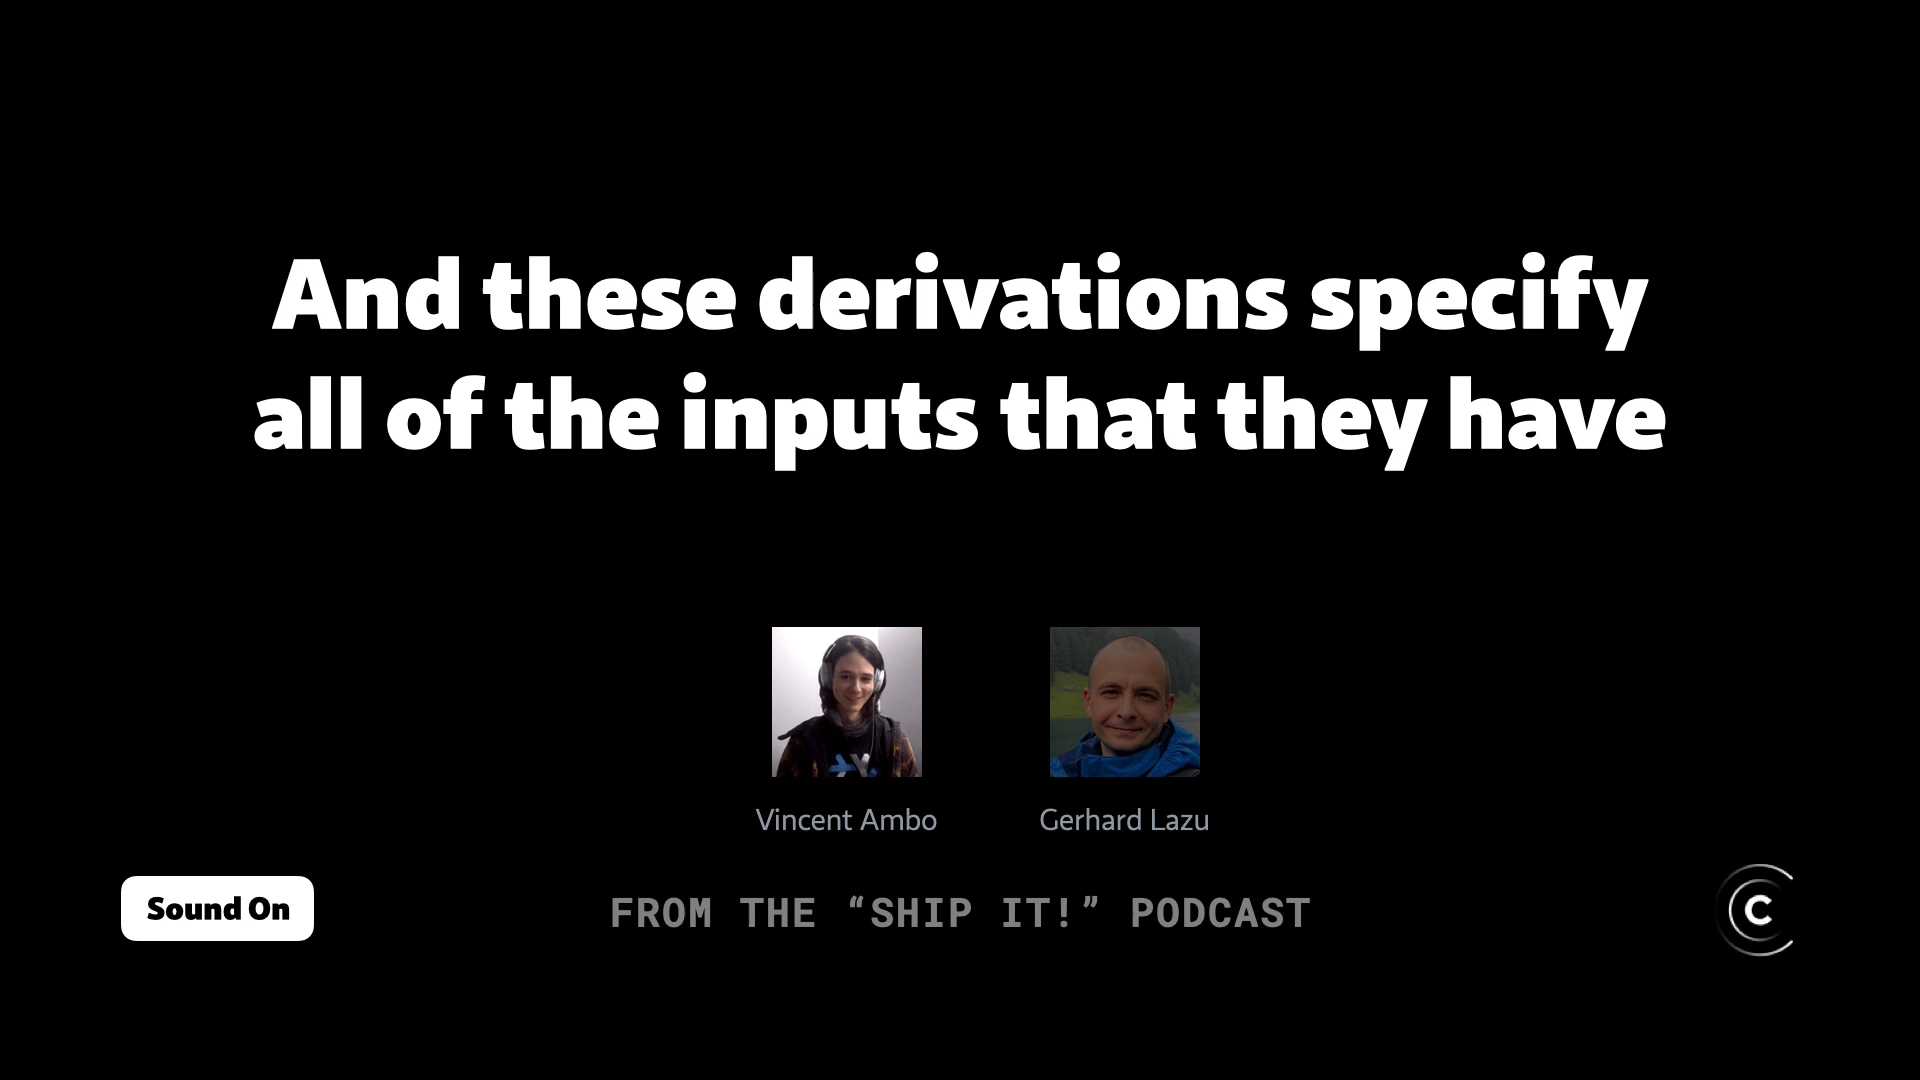 And these derivations specify
all of the inputs that they have
Vincent Ambo
Gerhard Lazu
Sound On
FROM THE “SHIP IT!” PODCAST
C